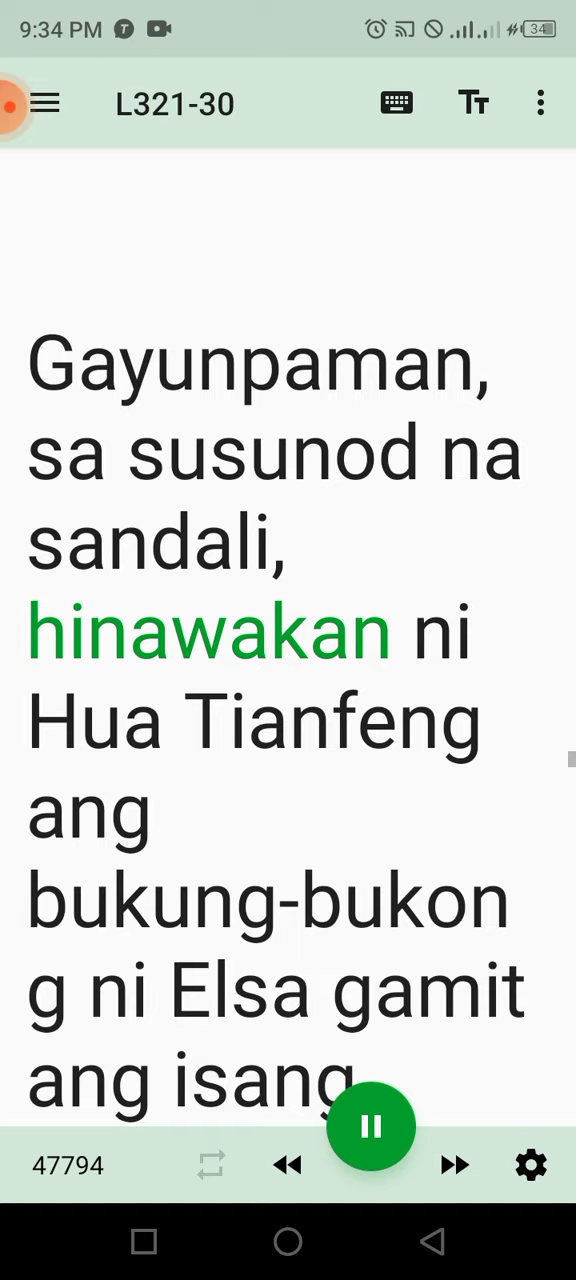 9:34 PM
34
L321-30
Gayunpaman,
sa susunod na
sandali,
hinawakan ni
Hua Tianfeng
ang
bukung-bukon
g ni Elsa gamit
ang isang
47794